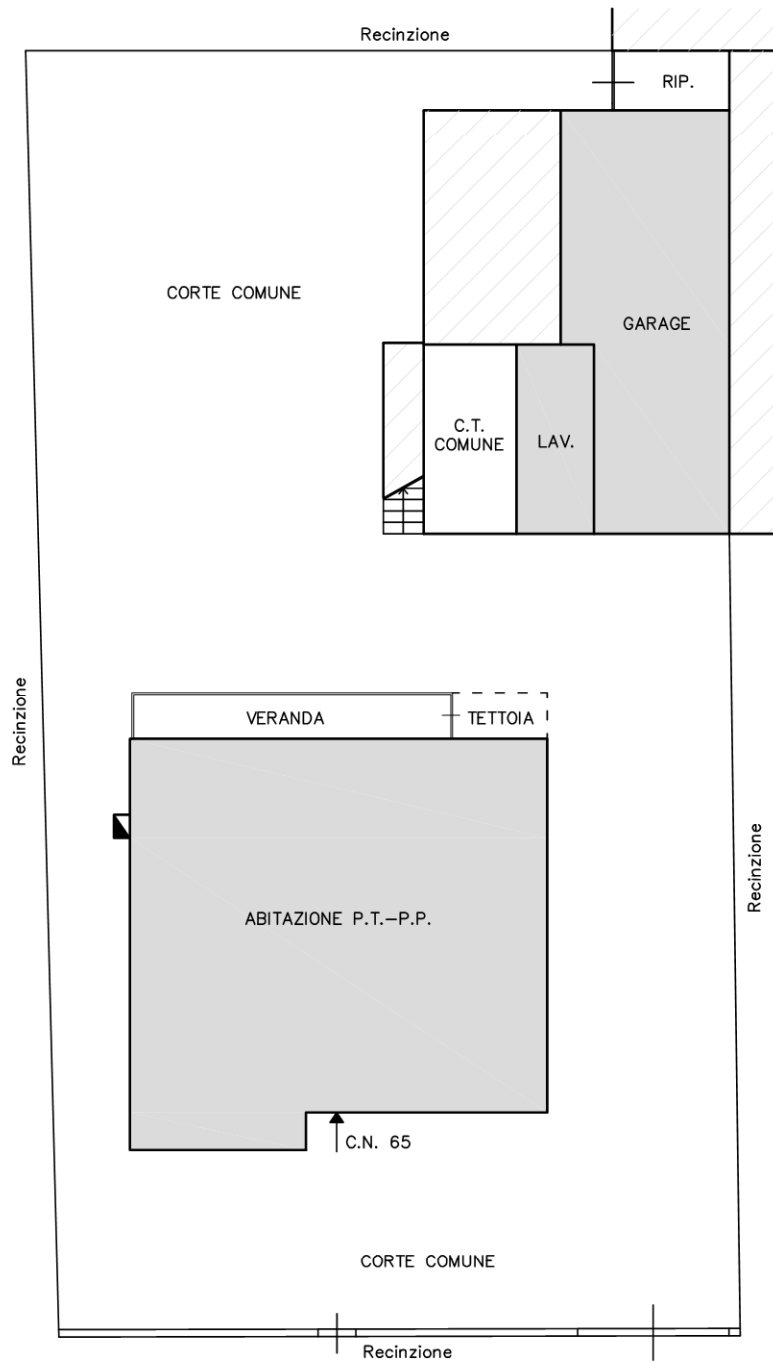 Recinzione
RIP.
CORTE COMUNE
GARAGE
C.T.
COMUNE
LAV.
Recinzione
VERANDA
TETTOIA
Recinzione
ABITAZIONE P.T.-P.P.
C.N. 65
CORTE COMUNE
Recinzione